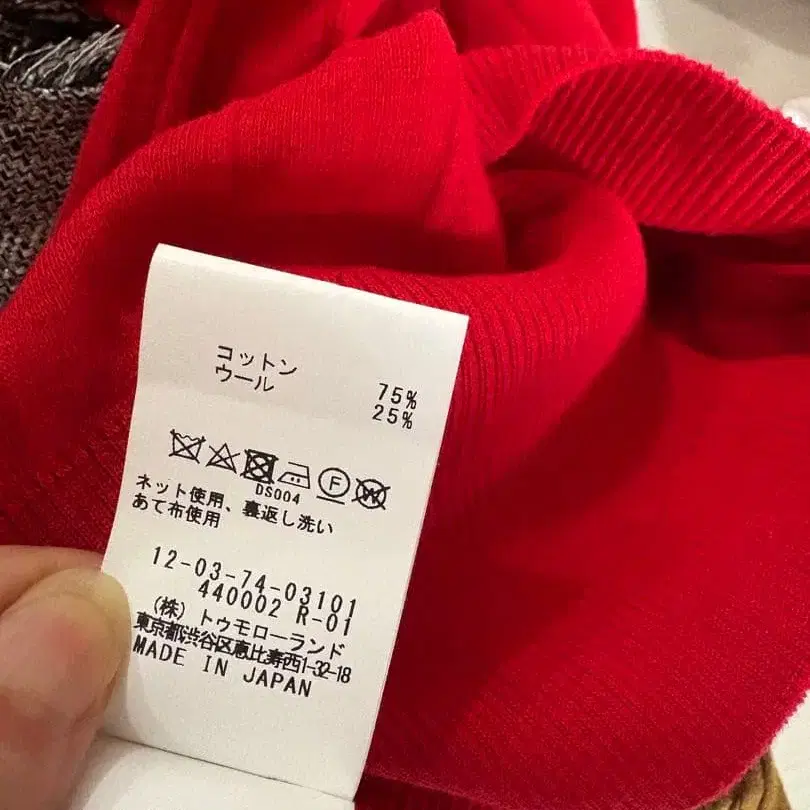 コットン 75%
ウール 25%
F W
DS004
ネット使用、裏返し洗い
あて布使用
12-03-74-03101
440002 R-01
(株) トゥモローランド
東京都渋谷区恵比寿西1-32-18
MADE IN JAPAN